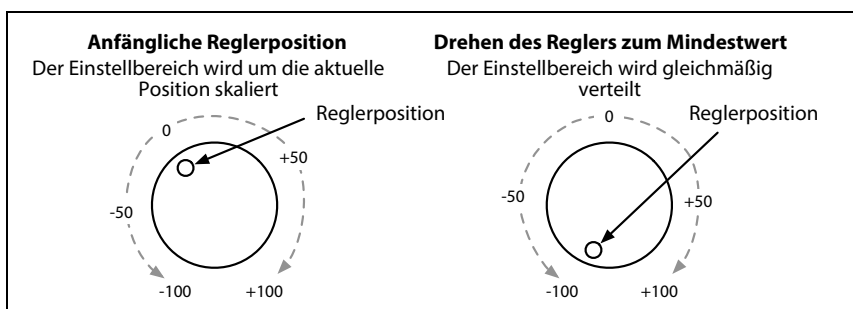 Anfängliche Reglerposition
Der Einstellbereich wird um die aktuelle
Position skaliert
Reglerposition
0
+50
-50
-100
+100
Drehen des Reglers zum Mindestwert
Der Einstellbereich wird gleichmäßig
verteilt
Reglerposition
0
-50
+50
-100
+100